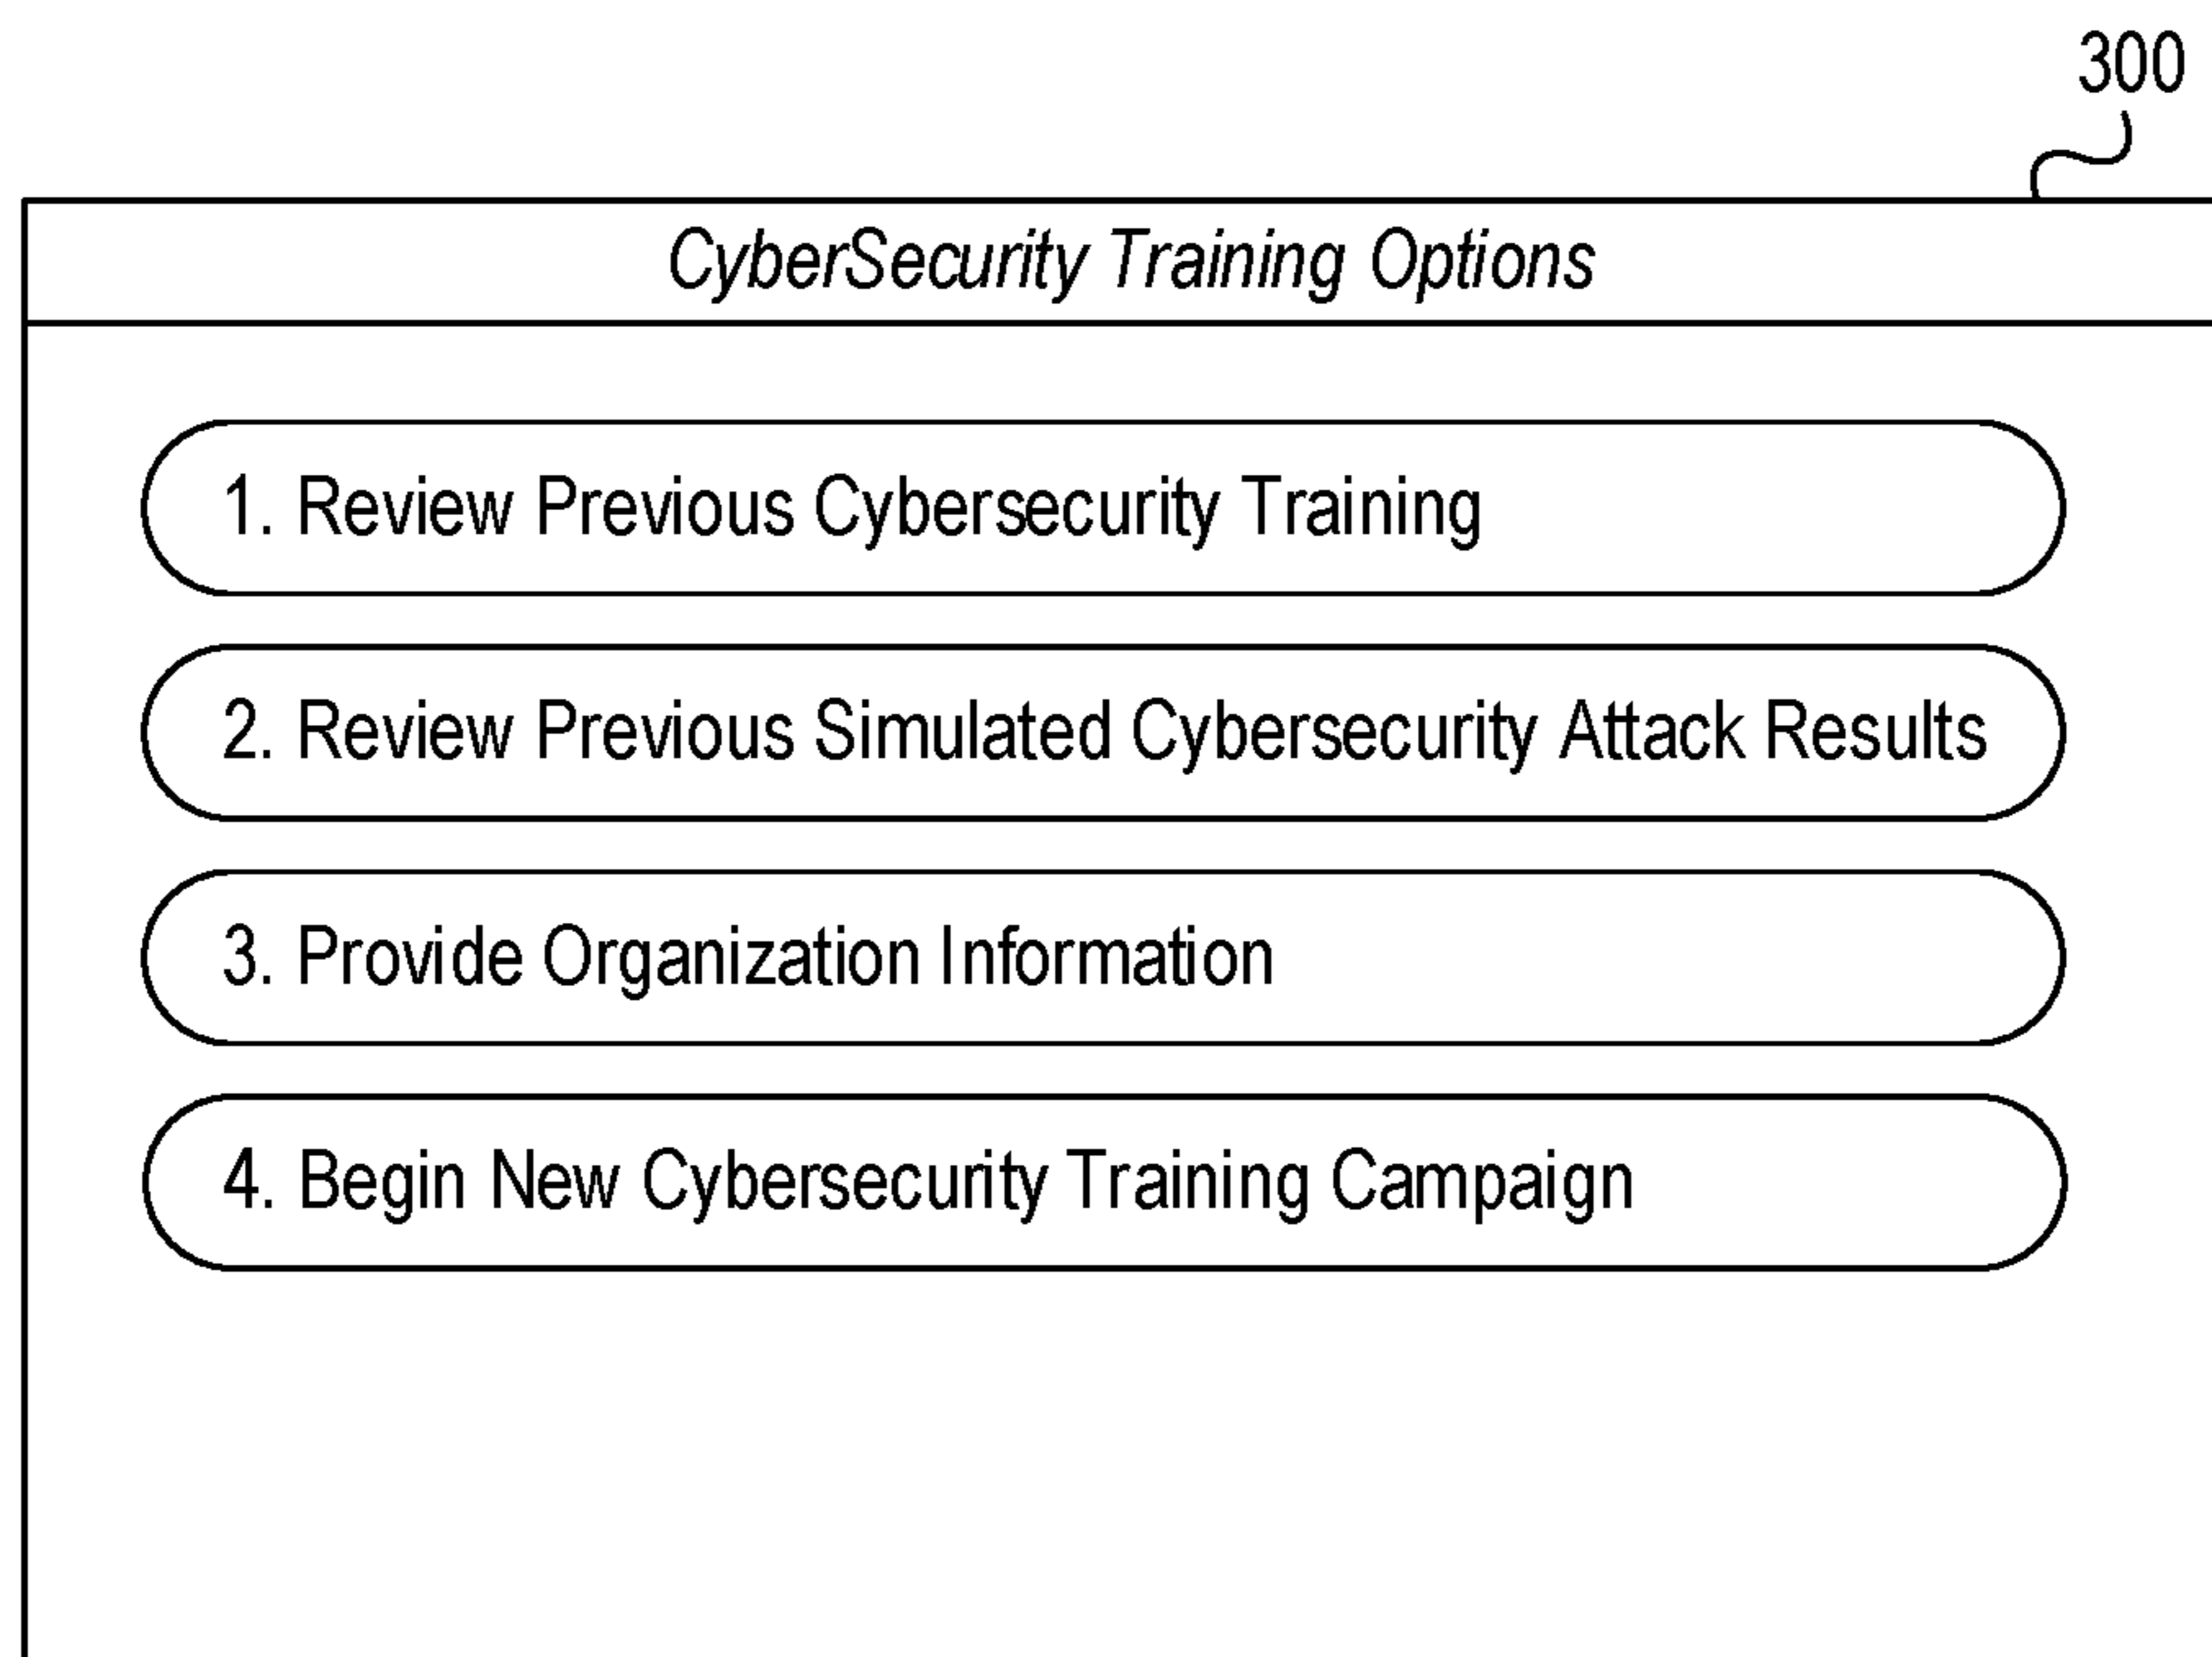 300
CyberSecurity Training Options
1. Review Previous Cybersecurity Training
2. Review Previous Simulated Cybersecurity Attack Results
3. Provide Organization Information
4. Begin New Cybersecurity Training Campaign